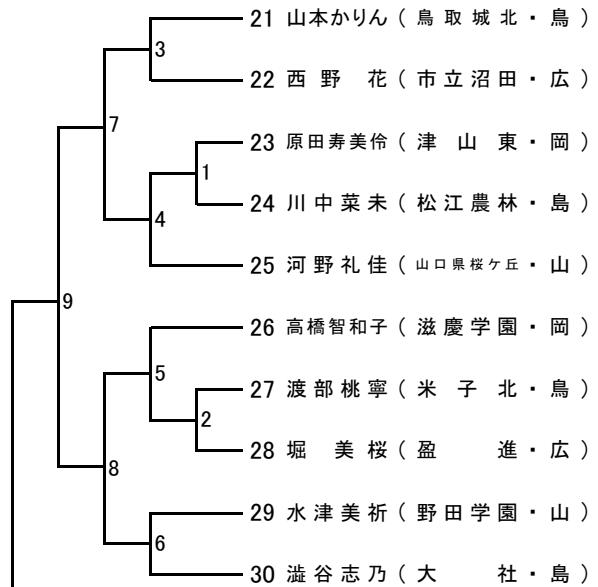 21 山本かりん ( 鳥取城北・鳥 )
3
22 西野 花 ( 市立沼田・広 )
7
23 原田寿美伶 ( 津山東・岡 )
1
24 川中菜未 ( 松江農林・島 )
4
25 河野礼佳 ( 山口県桜ケ丘・山 )
9
26 高橋智和子 ( 滋慶学園・岡 )
5
27 渡部桃寧 ( 米子北・鳥 )
2
28 堀 美桜 ( 盈進・広 )
8
29 水津美祈 ( 野田学園・山 )
6
30 澁谷志乃 ( 大社・島 )